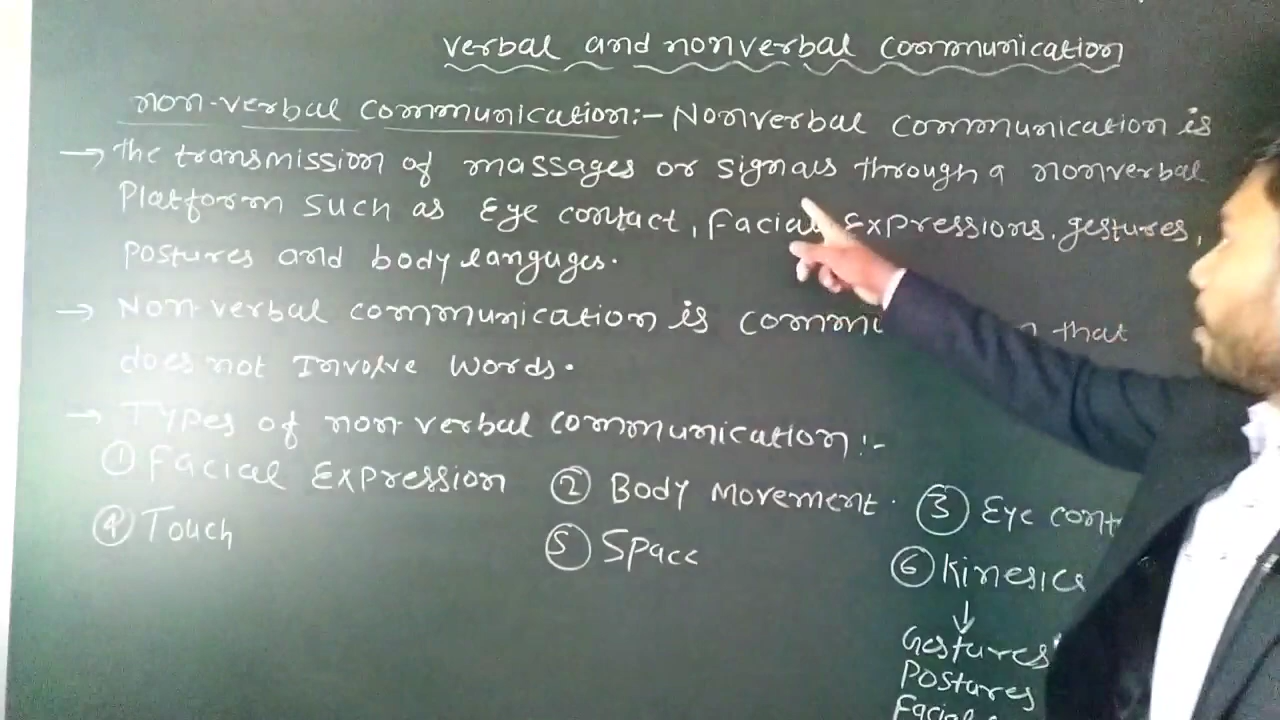 verbal and nonverbal communication
non-verbal communication:- Nonverbal communication is
→ the transmission of massages or signals through a nonverbal
Platform such as Eye contact, Facial Expressions, gestures,
Postures and body languges.
→ Non-verbal communication is that
does not Involve words.
→ Types of non-verbal communication:-
① Facial Expression ② Body Movement. ③ Eye
④ Touch ⑤ Space ⑥ Kinesics
↓
Gestures
Postures
Facial